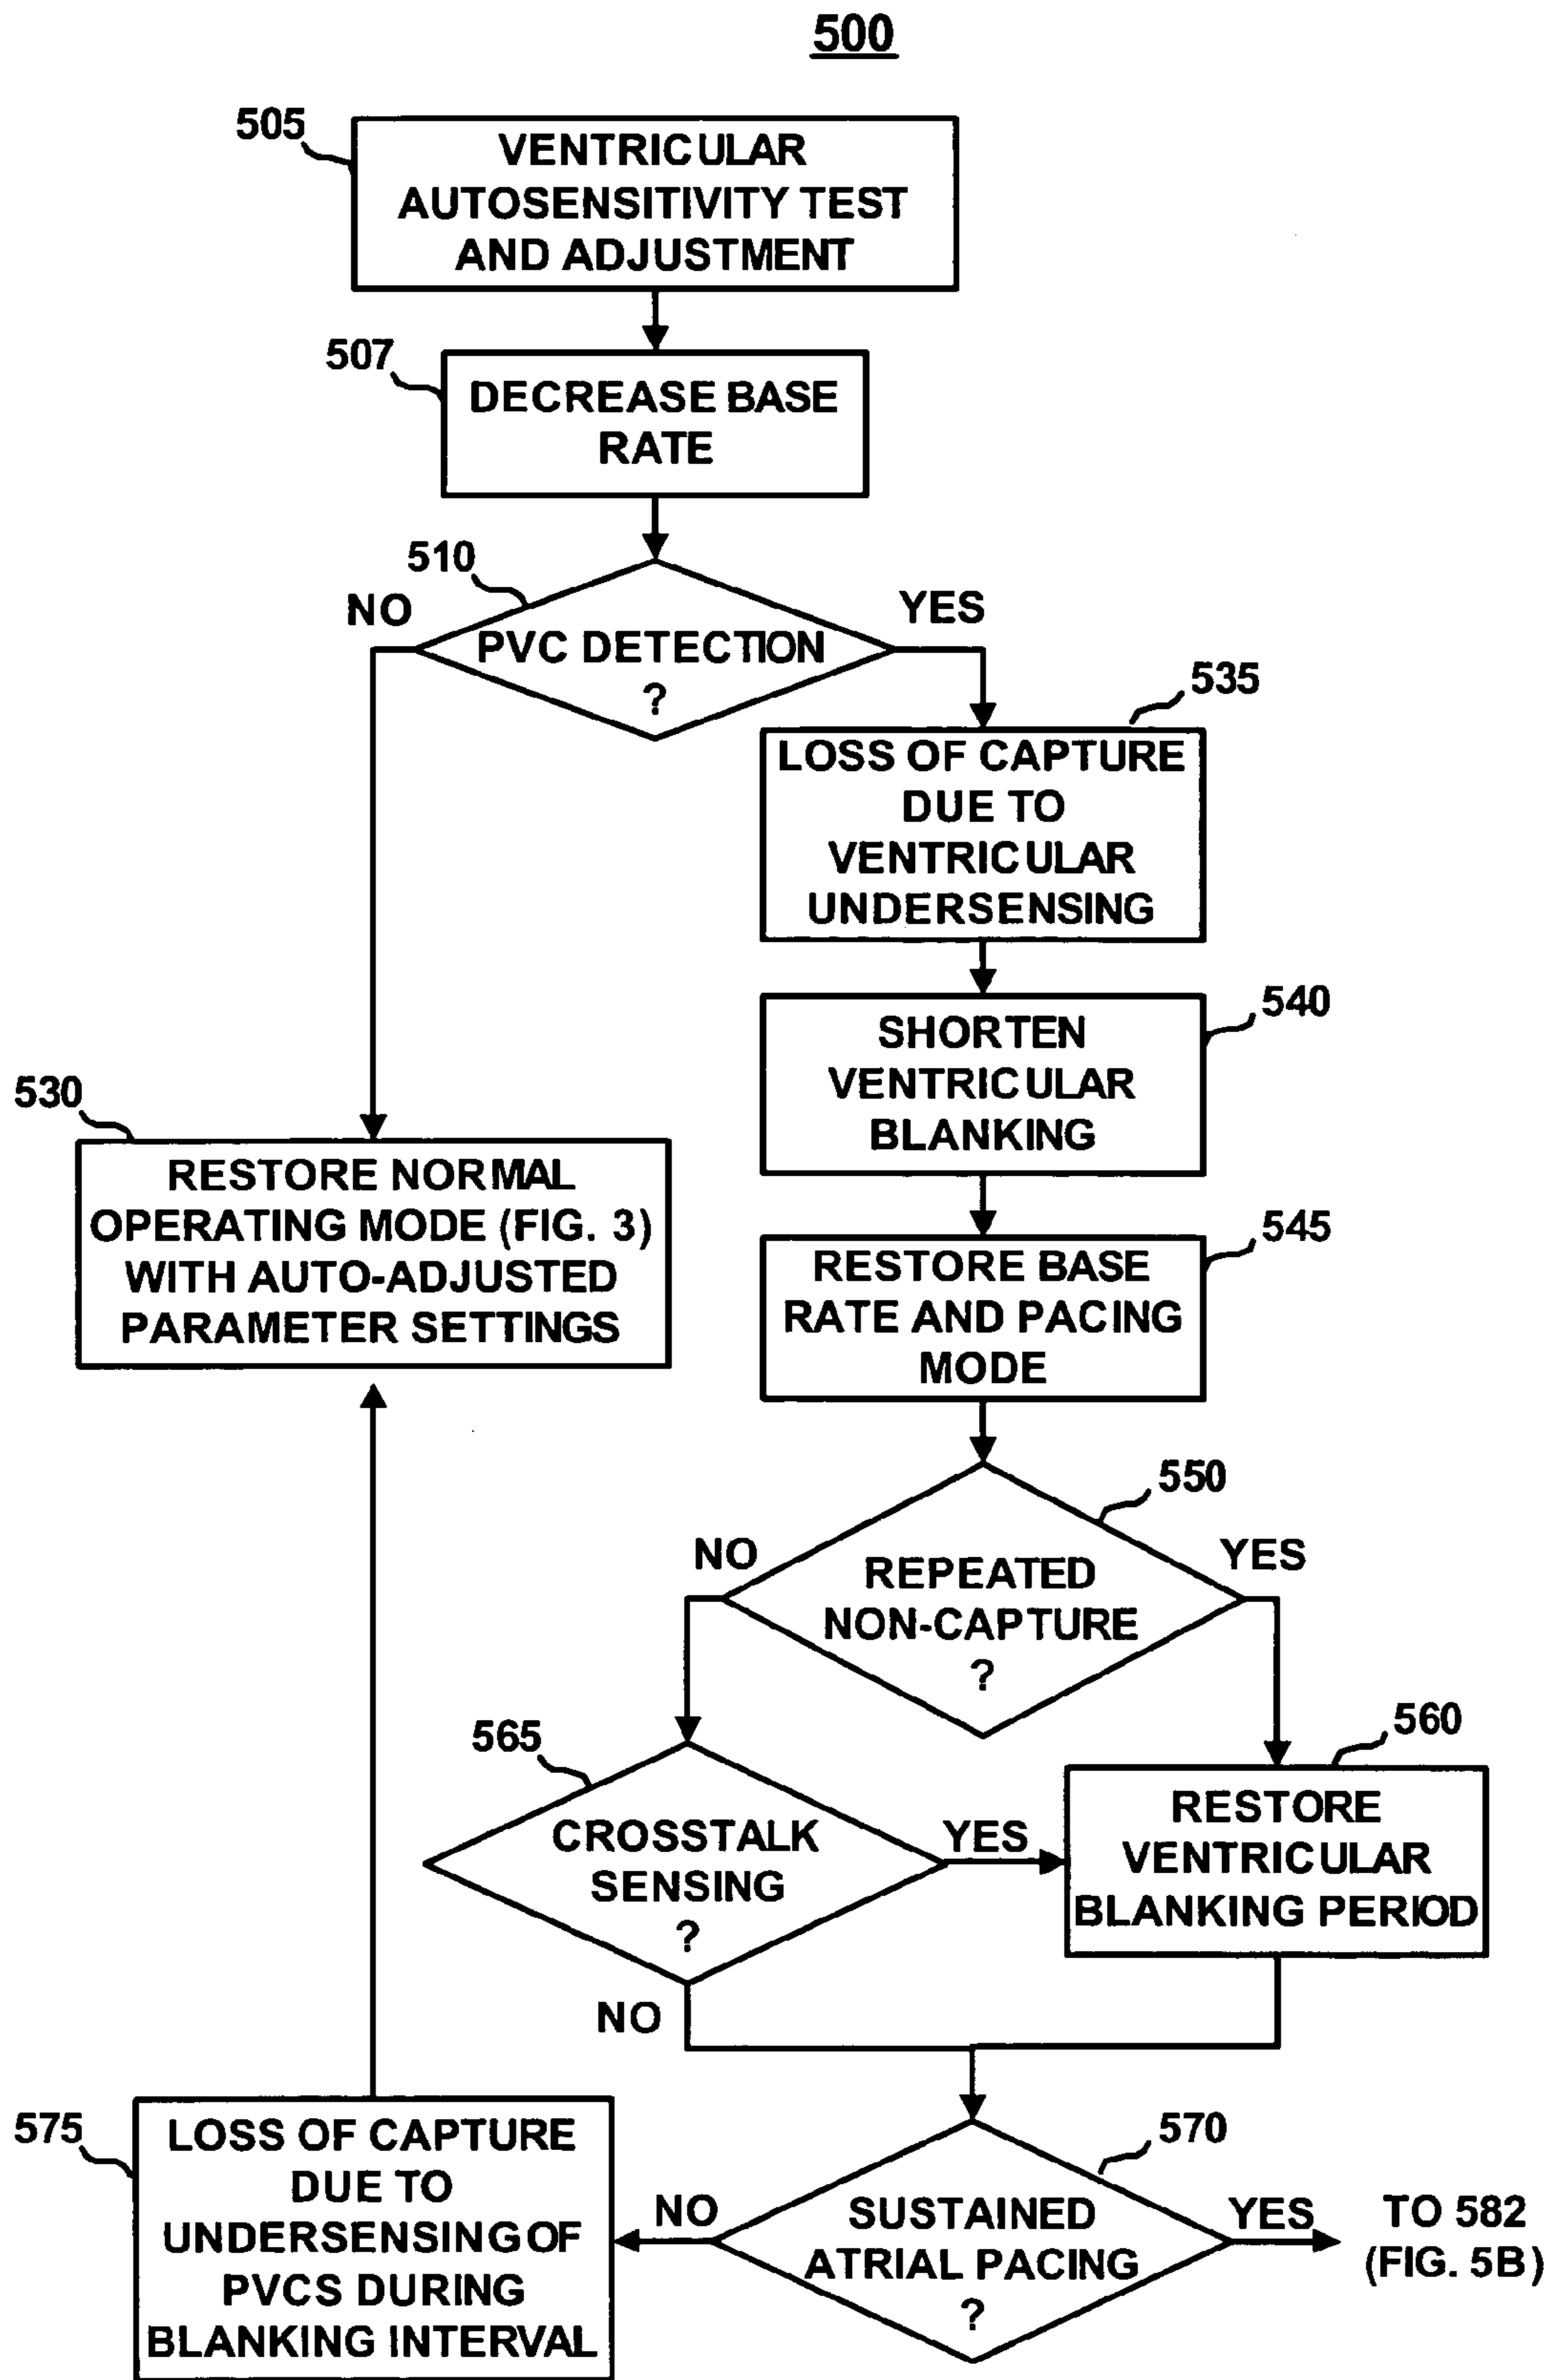 500
505
VENTRICULAR
AUTOSENSITIVITY TEST
AND ADJUSTMENT
507
DECREASE BASE
RATE
510
NO
YES
PVC DETECTION
?
535
LOSS OF CAPTURE
DUE TO
VENTRICULAR
UNDERSENSING
540
SHORTEN
VENTRICULAR
BLANKING
530
RESTORE NORMAL
OPERATING MODE (FIG. 3)
WITH AUTO-ADJUSTED
PARAMETER SETTINGS
545
RESTORE BASE
RATE AND PACING
MODE
550
NO
YES
REPEATED
NON-CAPTURE
?
565
CROSSTALK
SENSING
?
YES
NO
560
RESTORE
VENTRICULAR
BLANKING PERIOD
575
LOSS OF CAPTURE
DUE TO
UNDERSENSING OF
PVCS DURING
BLANKING INTERVAL
570
NO
SUSTAINED
ATRIAL PACING
?
YES
TO 582
(FIG. 5B)